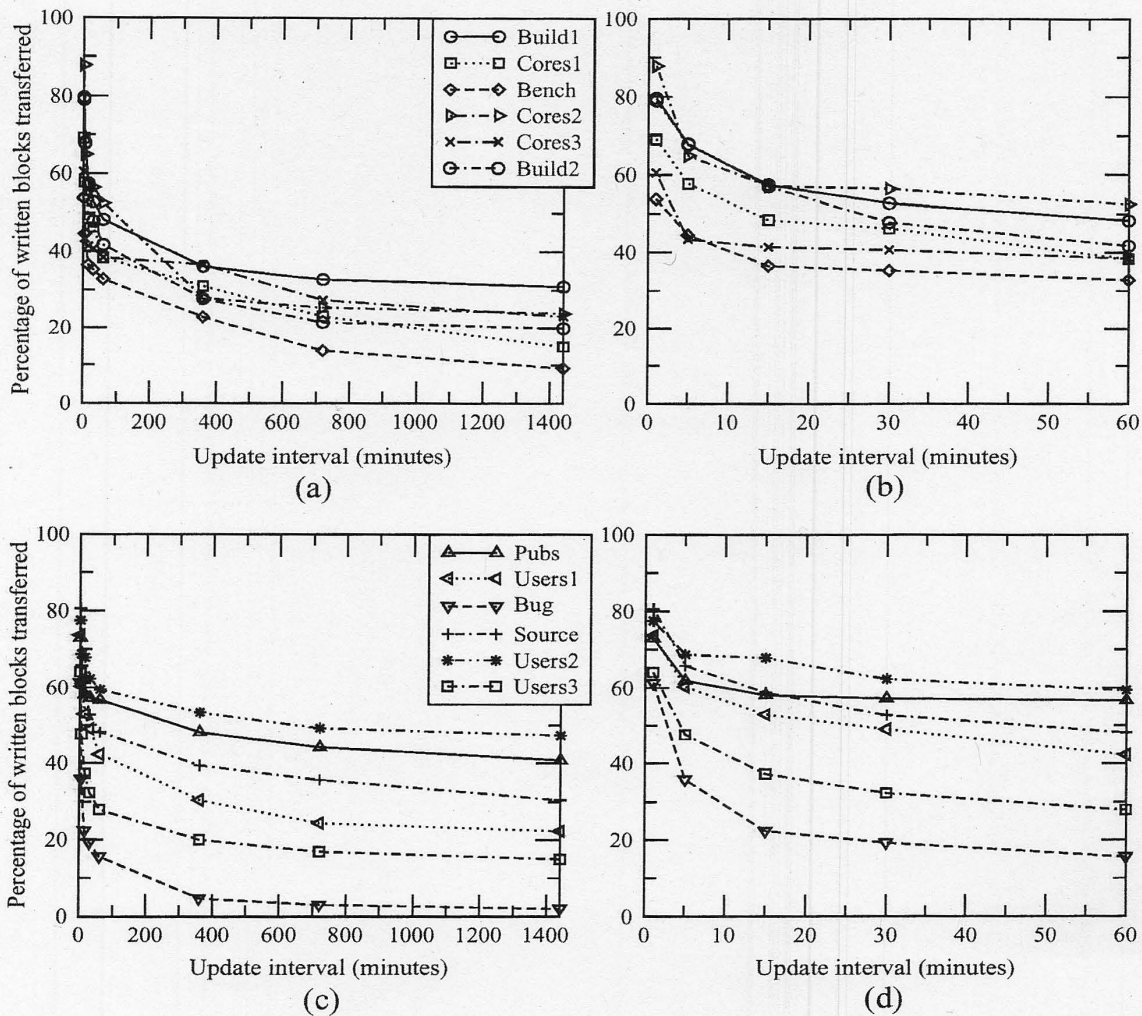 100
80
60
40
20
0
Percentage of written blocks transferred
Build1
Cores1
Bench
Cores2
Cores3
Build2
0 200 400 600 800 1000 1200 1400
Update interval (minutes)
(a)
100
80
60
40
20
0
0 10 20 30 40 50 60
Update interval (minutes)
(b)
100
80
60
40
20
0
Percentage of written blocks transferred
Pubs
Users1
Bug
Source
Users2
Users3
0 200 400 600 800 1000 1200 1400
Update interval (minutes)
(c)
100
80
60
40
20
0
0 10 20 30 40 50 60
Update interval (minutes)
(d)